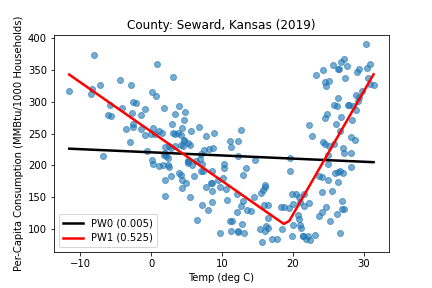 County: Seward, Kansas (2019)
Per-Capita Consumption (MMBtu/1000 Households)
400
350
300
250
200
150
100
PW0 (0.005)
PW1 (0.525)
−10
0
10
20
30
Temp (deg C)